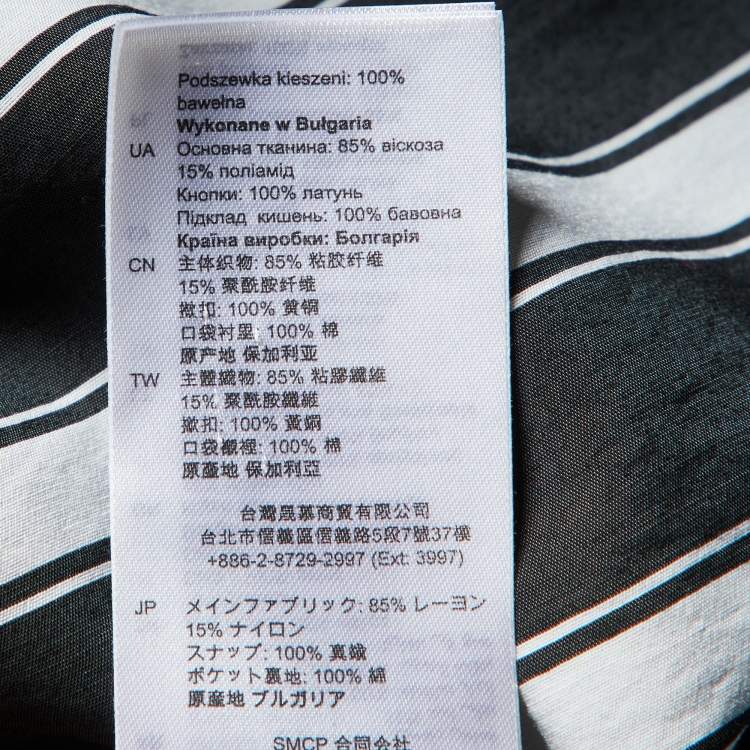 Podszewka kieszeni: 100%
bawełna
Wykonane w Bułgaria
UA Основна тканина: 85% віскоза
15% поліамід
Кнопки: 100% латунь
Підклад кишень: 100% бавовна
Країна виробки: Болгарія
CN 主体织物: 85% 粘胶纤维
15% 聚酰胺纤维
揿扣: 100% 黄铜
口袋衬里: 100% 棉
原产地 保加利亚
TW 主體織物: 85% 粘膠纖維
15% 聚酰胺纖維
撳扣: 100% 黃銅
口袋襯裡: 100% 棉
原產地 保加利亞
台灣晟慕商貿有限公司
台北市信義區信義路5段7號37樓
+886-2-8729-2997 (Ext: 3997)
JP メインファブリック: 85% レーヨン
15% ナイロン
スナップ: 100% 真鍮
ポケット裏地: 100% 綿
原産地 ブルガリア
SMCP 合同会社